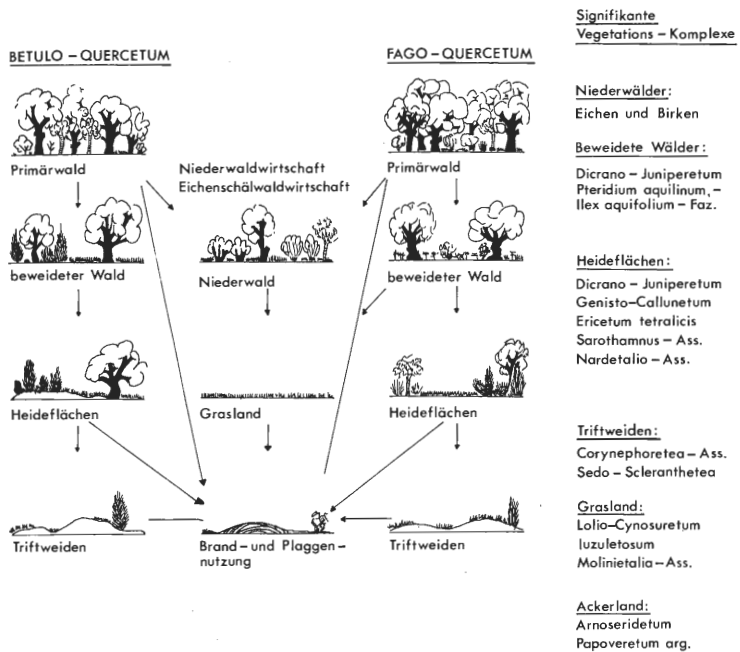 Signifikante
Vegetations – Komplexe
BETULO – QUERCETUM
FAGO – QUERCETUM
Primärwald
Niederwaldwirtschaft
Eichenschälwaldwirtschaft
Primärwald
beweideter Wald
Niederwald
beweideter Wald
Heideflächen
Grasland
Heideflächen
Triftweiden
Brand – und Plaggen –
nutzung
Triftweiden
Niederwälder:
Eichen und Birken
Beweidete Wälder:
Dicrano – Juniperetum
Pteridium aquilinum, –
Ilex aquifolium – Faz.
Heideflächen:
Dicrano – Juniperetum
Genisto-Callunetum
Ericetum tetralicis
Sarothamnus – Ass.
Nardetalio – Ass.
Triftweiden:
Corynephoretea – Ass.
Sedo – Scleranthetea
Grasland:
Lolio-Cynosuretum
luzuletosum
Molinietalia – Ass.
Ackerland:
Arnoseridetum
Papoveretum arg.